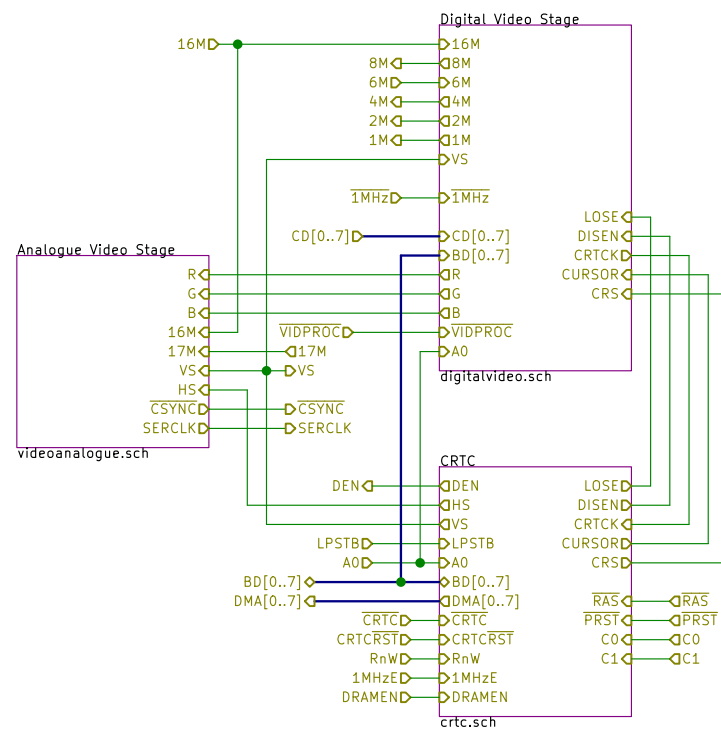 Digital Video Stage
16M 16M
8M 8M
6M 6M
4M 4M
2M 2M
1M 1M
VS
1MHz 1MHz
LOSE
CD[0..7] CD[0..7] DISEN
Analogue Video Stage BD[0..7] CRTCK
R R CURSOR
G G CRS
B B
16M VIDPROC VIDPROC
17M 17M A0
VS VS digitalvideo.sch
HS
CSYNC CSYNC
SERCLK SERCLK
videoanalogue.sch
CRTC
DEN DEN LOSE
HS DISEN
VS CRTCK
LPSTB LPSTB CURSOR
A0 A0 CRS
BD[0..7] BD[0..7]
DMA[0..7] DMA[0..7] RAS RAS
CRTC CRTC PRST PRST
CRTCRST CRTCRST C0 C0
RnW RnW C1 C1
1MHzE 1MHzE
DRAMEN DRAMEN
crtc.sch